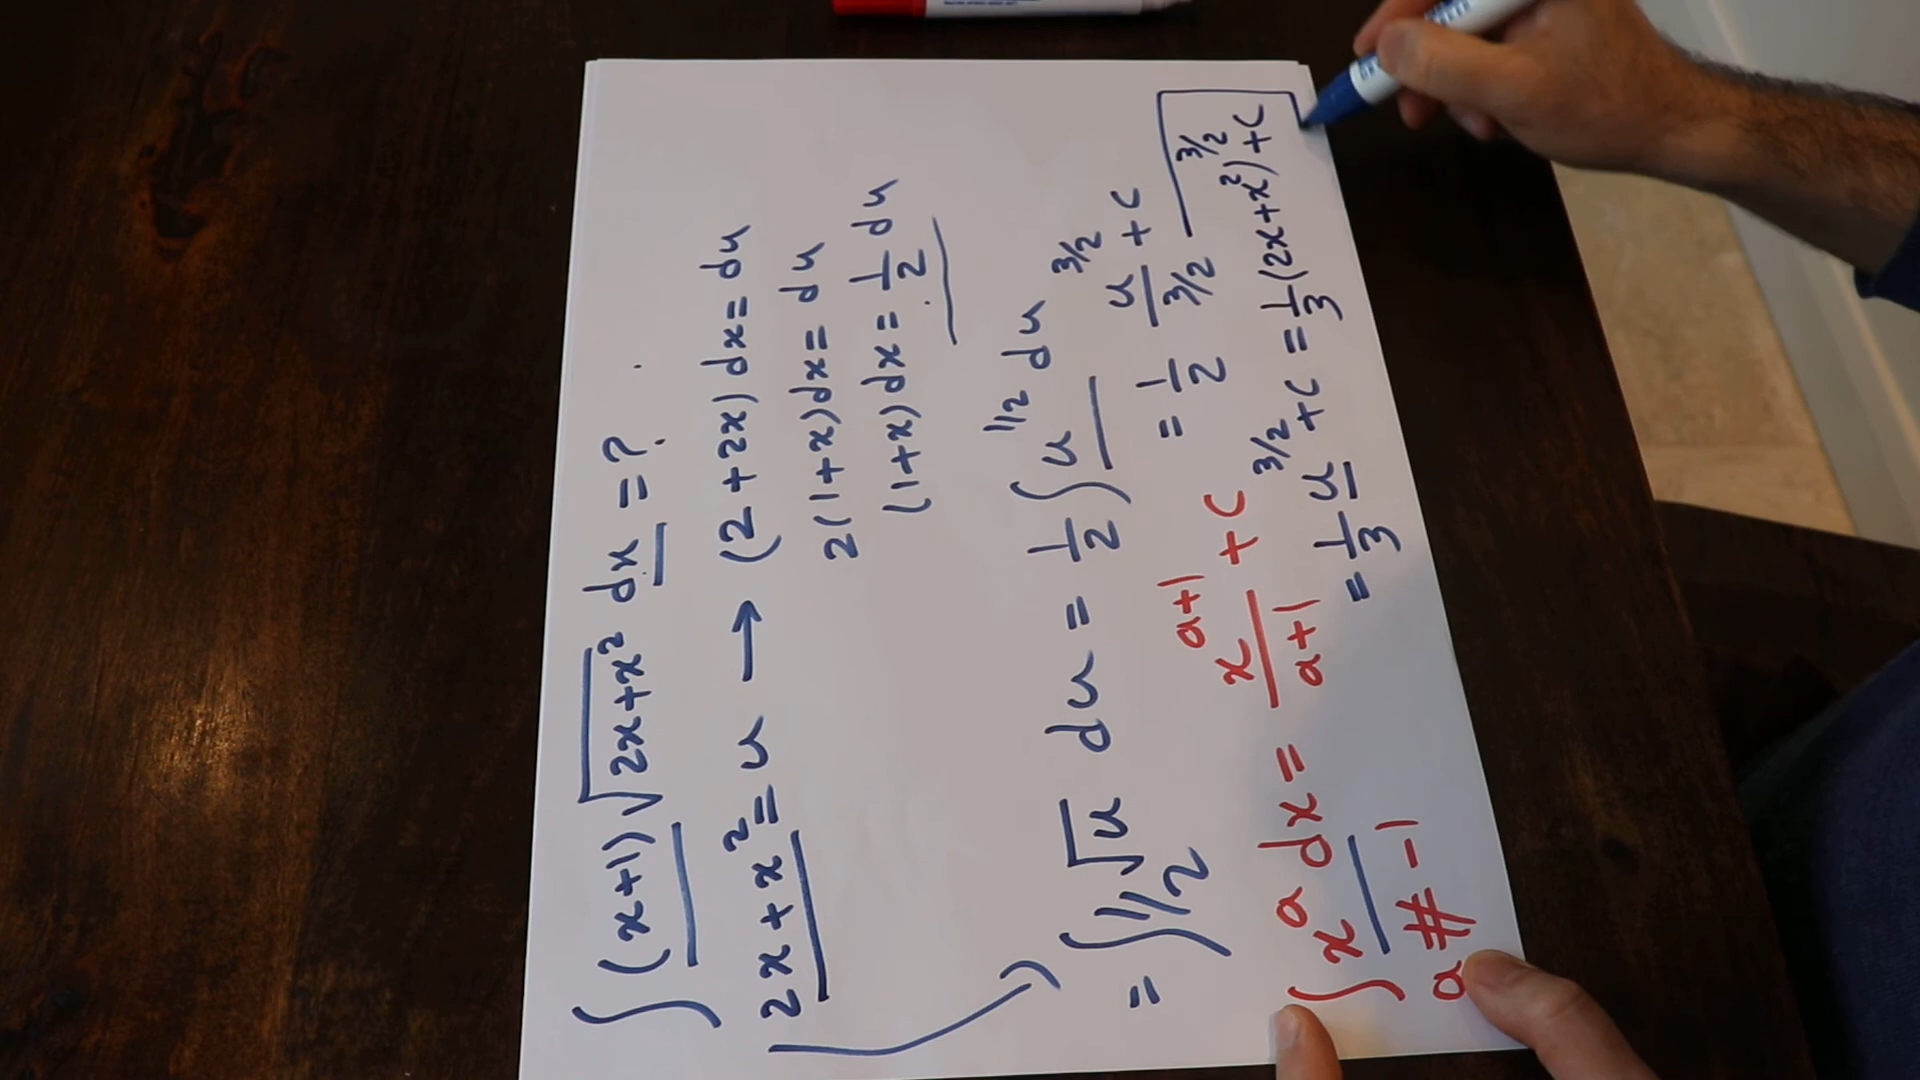 ∫ (x+1) √(2x+x²) dx = ?
2x+x² = u → (2+2x) dx = du
2(1+x)dx = du
(1+x)dx = 1/2 du
= ∫ 1/2 √u du = 1/2 ∫ u^(1/2) du
= 1/2 u^(3/2)/(3/2) + c
∫ x^a dx = x^(a+1)/(a+1) + c
a ≠ -1
= 1/3 u^(3/2) + c = 1/3 (2x+x²)^(3/2) + c